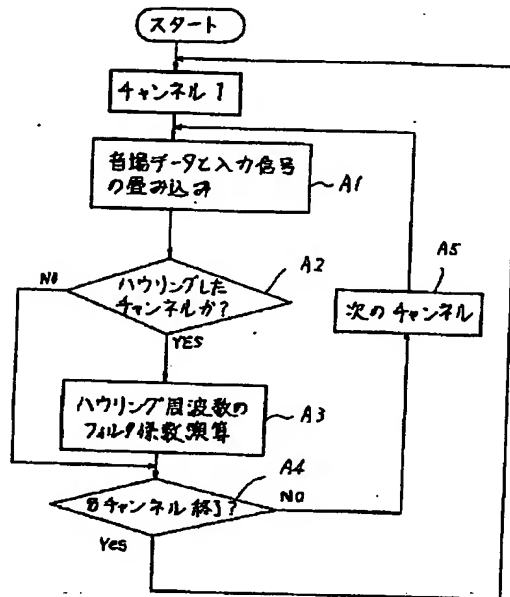 スタート
チャンネル 1
音場データと入力信号
の畳み込み
A1
ハウリングした
チャンネルか?
A2
NO
YES
A5
次のチャンネル
ハウリング周波数の
フィルタ係数演算
A3
8チャンネル終了?
A4
NO
Yes